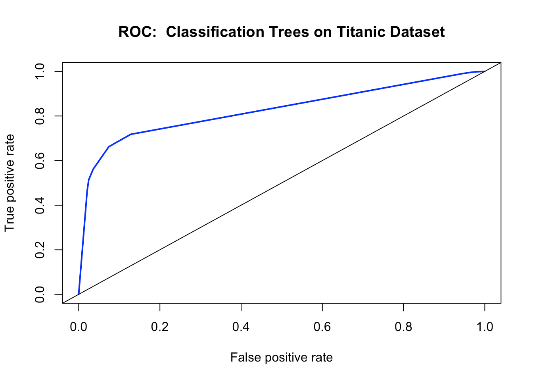 ROC:  Classification Trees on Titanic Dataset
True positive rate
1.0
0.8
0.6
0.4
0.2
0.0
0.0 0.2 0.4 0.6 0.8 1.0
False positive rate